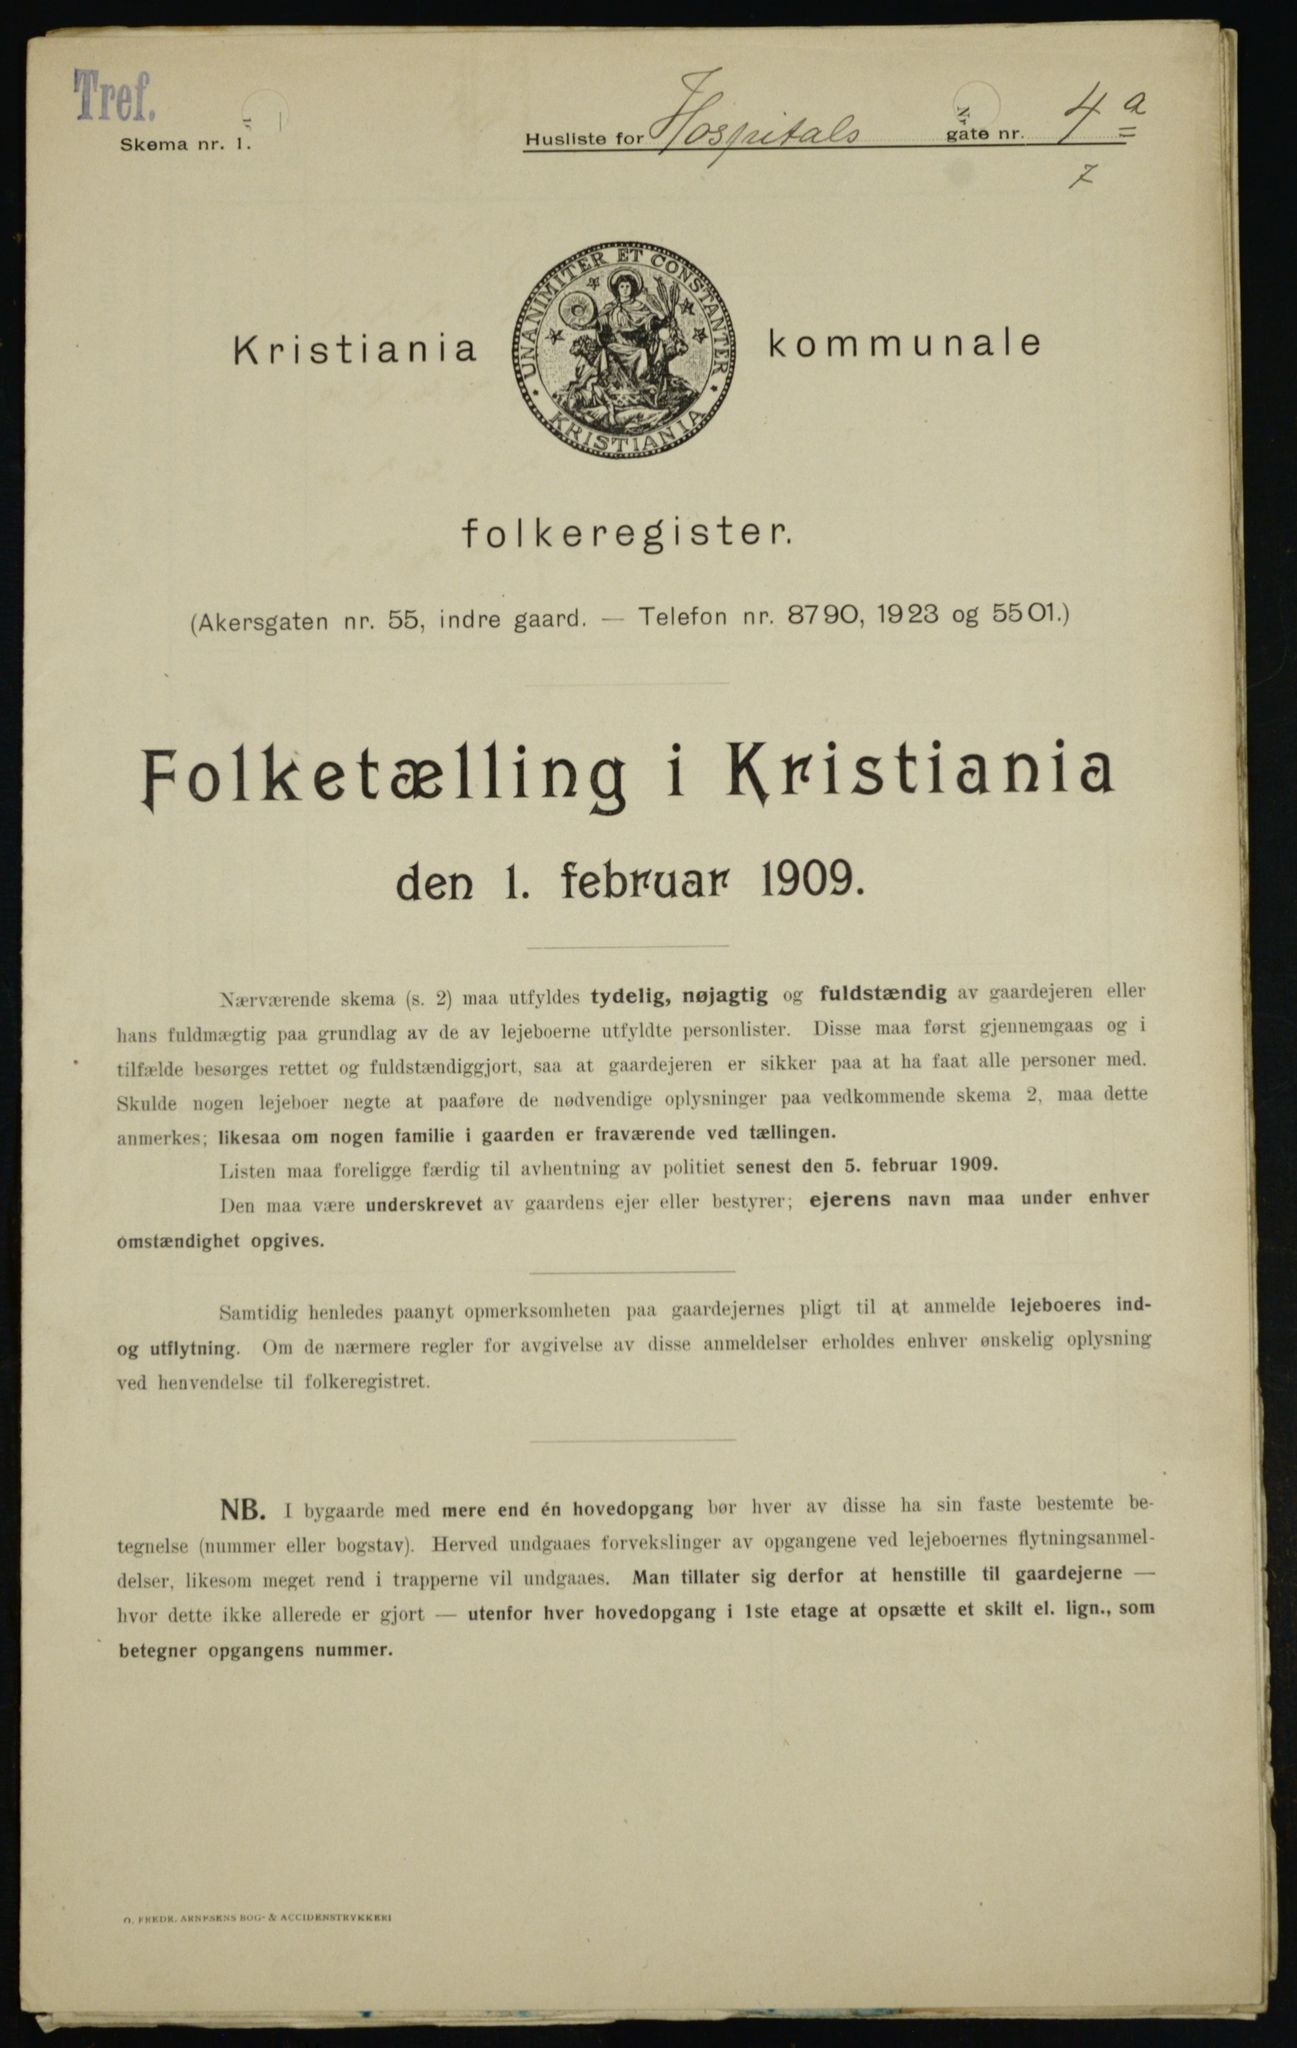 Tref.
Skema nr. 1.
Husliste for Hospitals gate nr. 4 a
7
UNANIMITER ET CONSTANTER
KRISTIANIA
Kristiania kommunale
folkeregister.
(Akersgaten nr. 55, indre gaard. — Telefon nr. 8790, 1923 og 5501.)
Folketælling i Kristiania
den 1. februar 1909.
Nærværende skema (s. 2) maa utfyldes tydelig, nøjagtig og fuldstændig av gaardejeren eller
hans fuldmægtig paa grundlag av de av lejeboerne utfyldte personlister. Disse maa først gjennemgaas og i
tilfælde besørges rettet og fuldstændiggjort, saa at gaardejeren er sikker paa at ha faat alle personer med.
Skulde nogen lejeboer negte at paaføre de nødvendige oplysninger paa vedkommende skema 2, maa dette
anmerkes; likesaa om nogen familie i gaarden er fraværende ved tællingen.
Listen maa foreligge færdig til avhentning av politiet senest den 5. februar 1909.
Den maa være underskrevet av gaardens ejer eller bestyrer; ejerens navn maa under enhver
omstændighet opgives.
Samtidig henledes paanyt opmerksomheten paa gaardejernes pligt til at anmelde lejeboeres ind-
og utflytning. Om de nærmere regler for avgivelse av disse anmeldelser erholdes enhver ønskelig oplysning
ved henvendelse til folkeregistret.
NB. I bygaarde med mere end én hovedopgang bør hver av disse ha sin faste bestemte be-
tegnelse (nummer eller bogstav). Herved undgaaes forvekslinger av opgangene ved lejeboernes flytningsanmel-
delser, likesom meget rend i trapperne vil undgaaes. Man tillater sig derfor at henstille til gaardejerne —
hvor dette ikke allerede er gjort — utenfor hver hovedopgang i 1ste etage at opsætte et skilt el. lign., som
betegner opgangens nummer.
O. FREDR. ARNESENS BOG- & ACCIDENSTRYKKERI